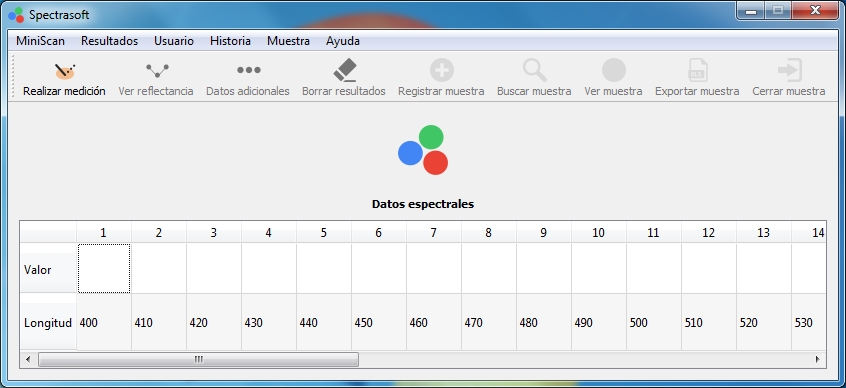 Spectrasoft
MiniScan Resultados Usuario Historia Muestra Ayuda
Realizar medición Ver reflectancia Datos adicionales Borrar resultados Registrar muestra Buscar muestra Ver muestra Exportar muestra Cerrar muestra
Datos espectrales
1 2 3 4 5 6 7 8 9 10 11 12 13 14
Valor
Longitud 400 410 420 430 440 450 460 470 480 490 500 510 520 530